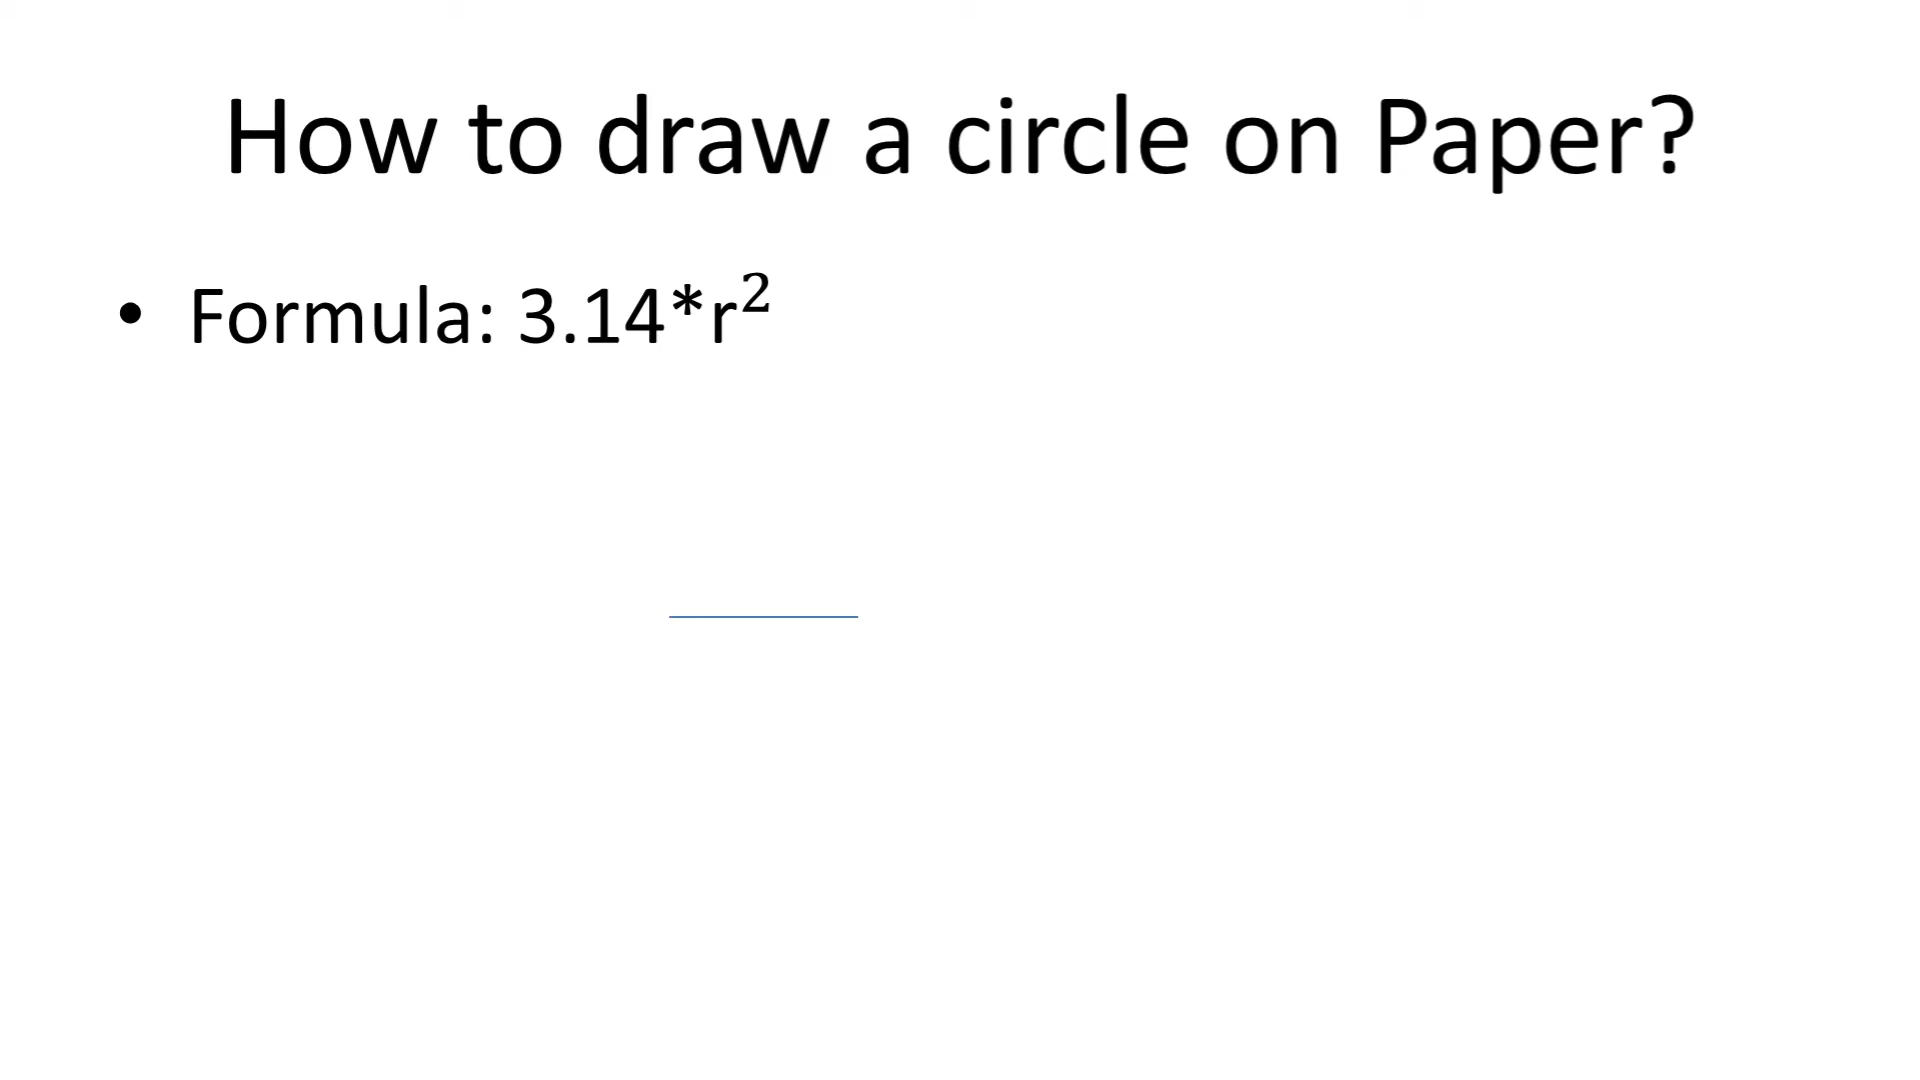 How to draw a circle on Paper?
• Formula: 3.14*r²